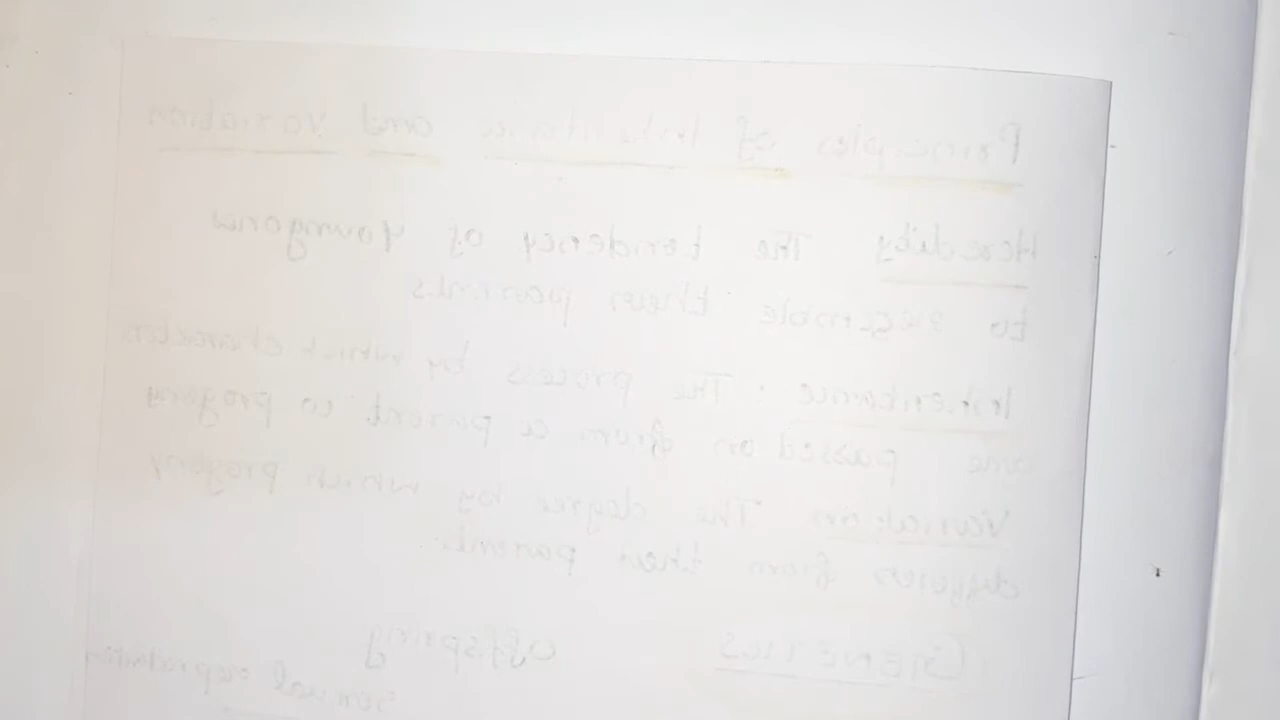 Principles of Inheritance and variation
Heredity The tendency of youngones
to resemble their parents
Inheritance. The process by which characters
are passed on from a parent to progeny
Variation The degree by which progeny
differes from their parents.
GENETICS offspring
sexual reproduction